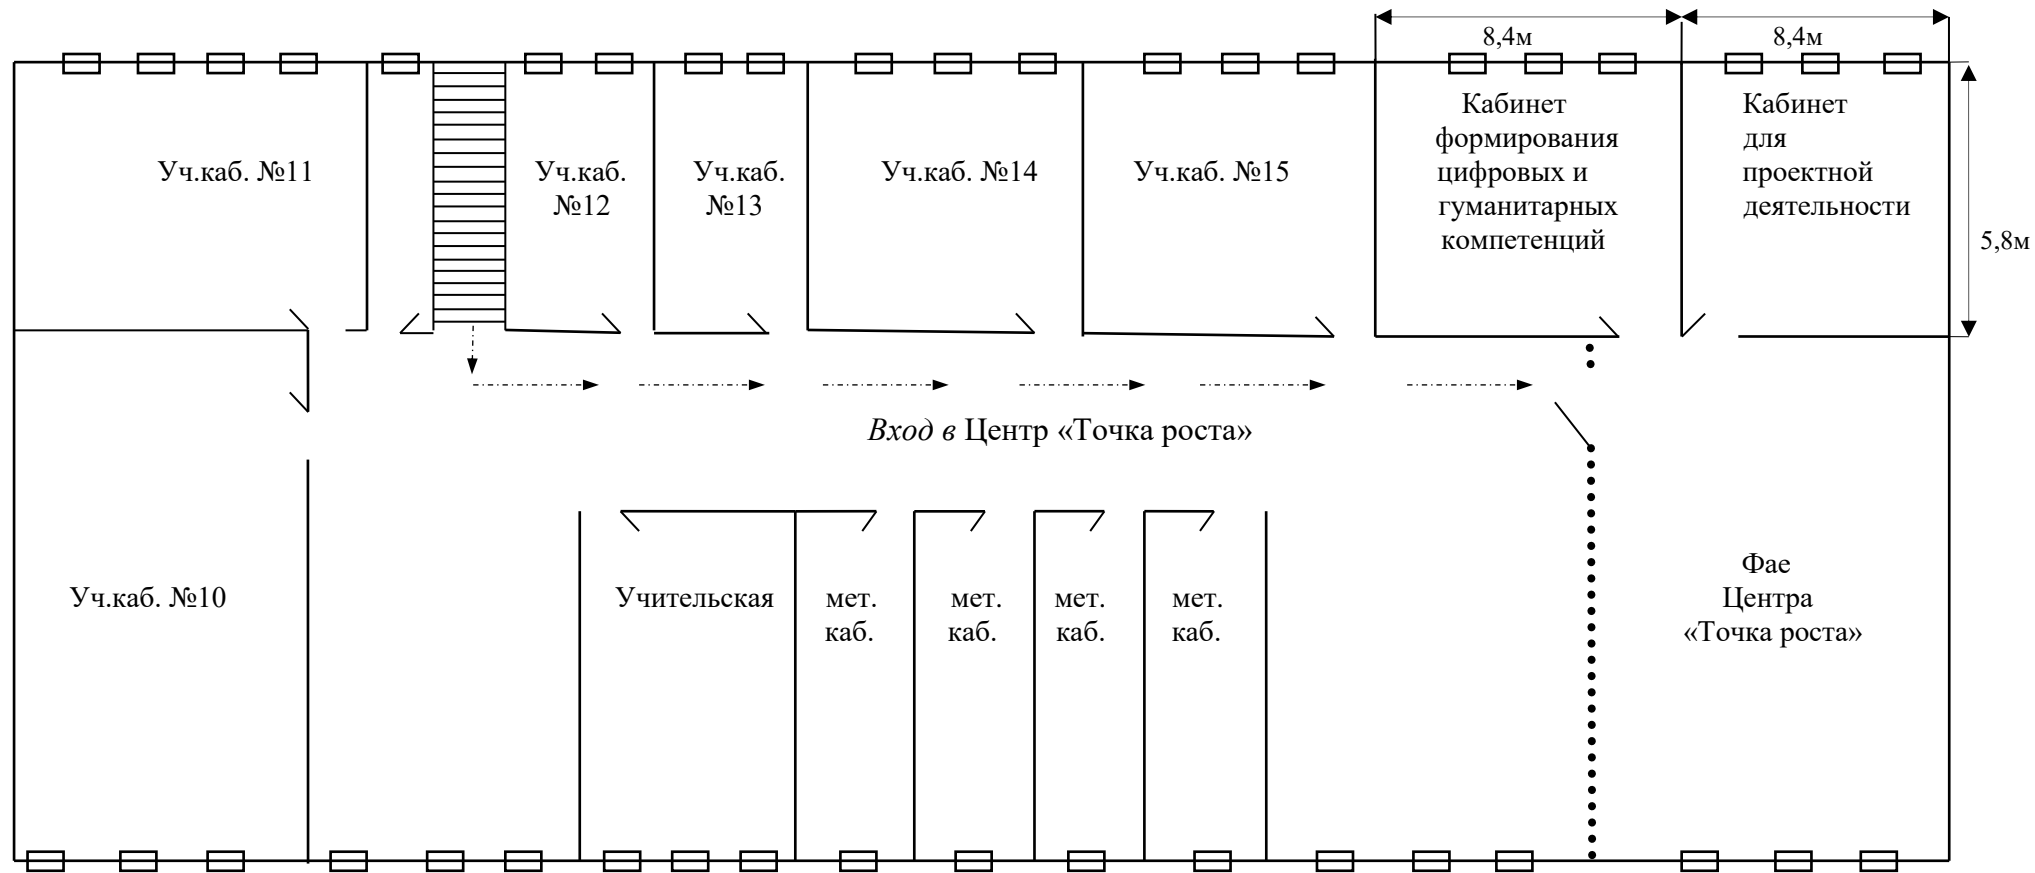 8,4м
8,4м
Кабинет
формирования
цифровых и
гуманитарных
компетенций
Кабинет
для
проектной
деятельности
Уч.каб. №11
Уч.каб.
№12
Уч.каб.
№13
Уч.каб. №14
Уч.каб. №15
5,8м
Вход в Центр «Точка роста»
Уч.каб. №10
Учительская
мет.
каб.
мет.
каб.
мет.
каб.
мет.
каб.
Фае
Центра
«Точка роста»